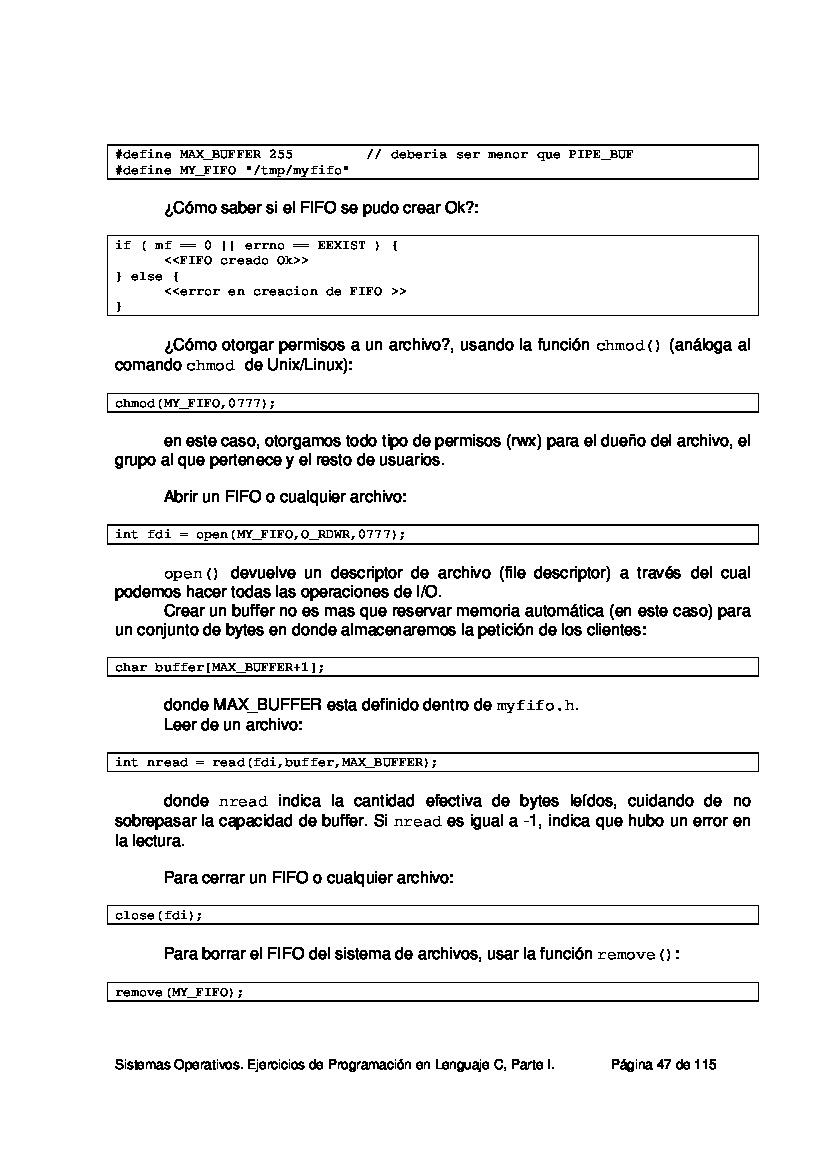 #define MAX_BUFFER 255 // deberia ser menor que PIPE_BUF
#define MY_FIFO "/tmp/myfifo"
¿Cómo saber si el FIFO se pudo crear Ok?:
if ( mf == 0 || errno == EEXIST ) {
<<FIFO creado Ok>>
} else {
<<error en creacion de FIFO >>
}
¿Cómo otorgar permisos a un archivo?, usando la función chmod() (análoga al
comando chmod de Unix/Linux):
chmod(MY_FIFO,0777);
en este caso, otorgamos todo tipo de permisos (rwx) para el dueño del archivo, el
grupo al que pertenece y el resto de usuarios.
Abrir un FIFO o cualquier archivo:
int fdi = open(MY_FIFO,O_RDWR,0777);
open() devuelve un descriptor de archivo (file descriptor) a través del cual
podemos hacer todas las operaciones de I/O.
Crear un buffer no es mas que reservar memoria automática (en este caso) para
un conjunto de bytes en donde almacenaremos la petición de los clientes:
char buffer[MAX_BUFFER+1];
donde MAX_BUFFER esta definido dentro de myfifo.h.
Leer de un archivo:
int nread = read(fdi,buffer,MAX_BUFFER);
donde nread indica la cantidad efectiva de bytes leídos, cuidando de no
sobrepasar la capacidad de buffer. Si nread es igual a -1, indica que hubo un error en
la lectura.
Para cerrar un FIFO o cualquier archivo:
close(fdi);
Para borrar el FIFO del sistema de archivos, usar la función remove():
remove(MY_FIFO);
Sistemas Operativos. Ejercicios de Programación en Lenguaje C, Parte I. Página 47 de 115